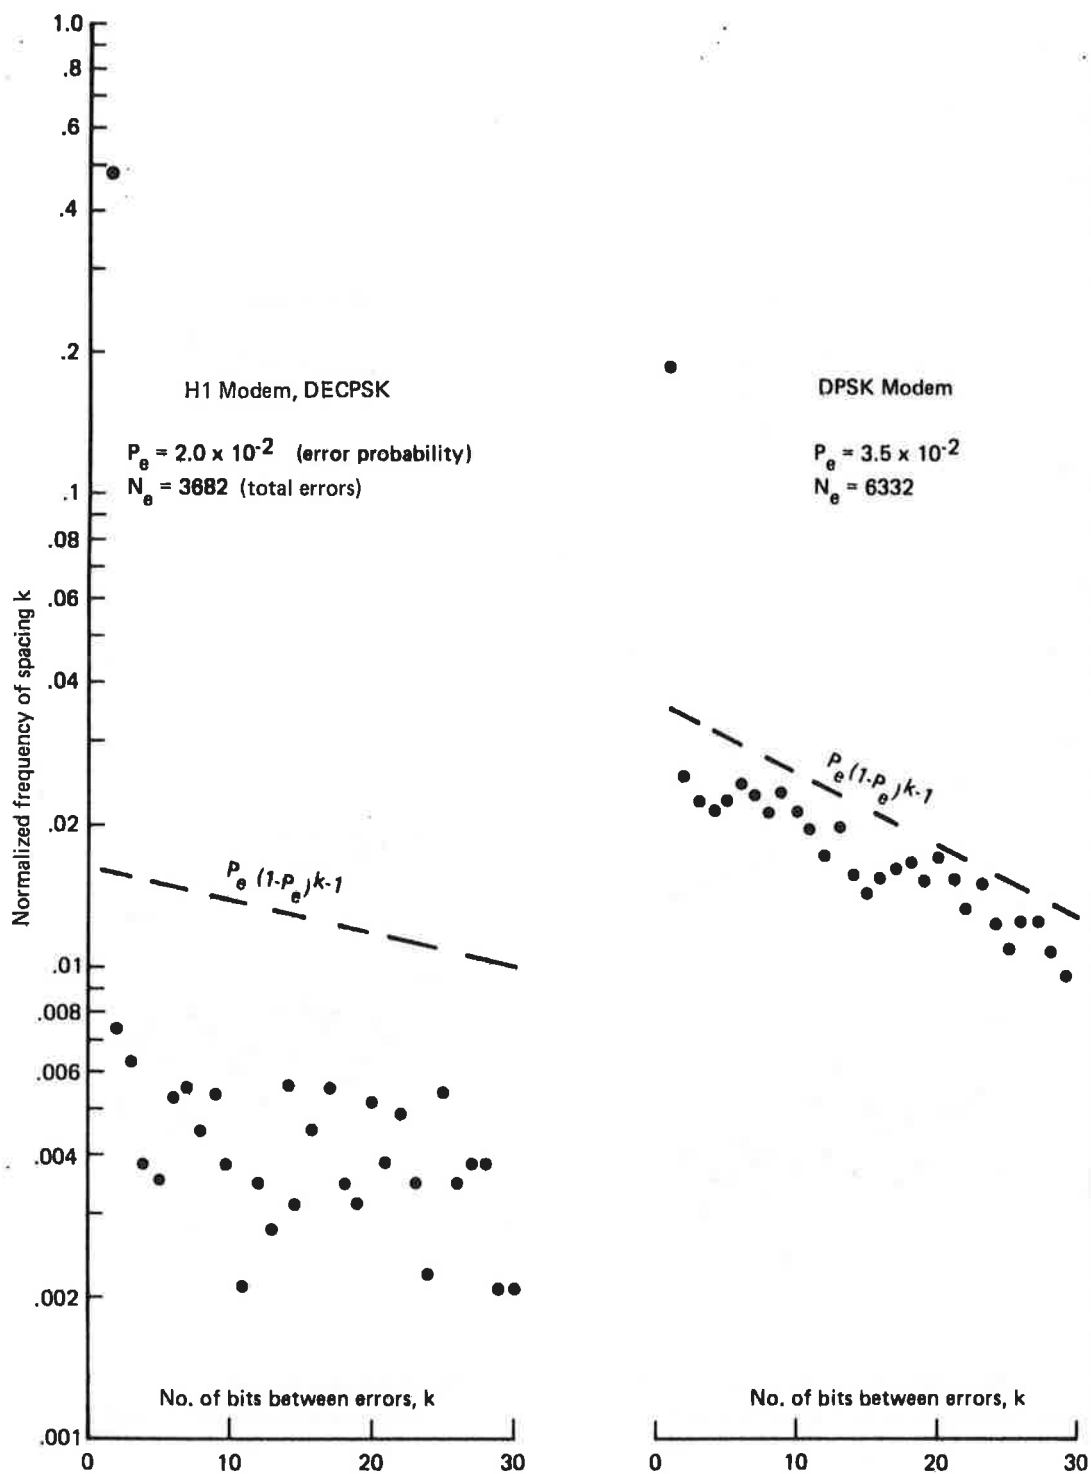 1.0
.8
.6
.4
.2
.1
.08
.06
.04
.02
.01
.008
.006
.004
.002
.001
Normalized frequency of spacing k
H1 Modem, DECPSK
Pe = 2.0 x 10-2 (error probability)
Ne = 3682 (total errors)
Pe (1-Pe)k-1
No. of bits between errors, k
0 10 20 30
DPSK Modem
Pe = 3.5 x 10-2
Ne = 6332
Pe (1-Pe)k-1
No. of bits between errors, k
0 10 20 30